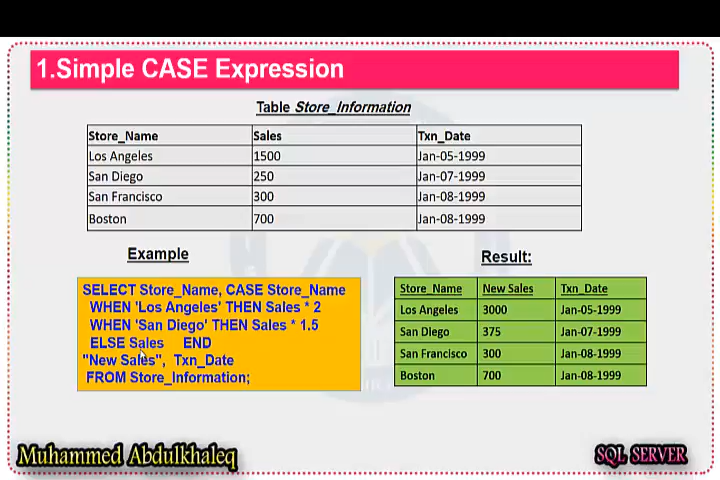 1.Simple CASE Expression
Table Store_Information
Store_Name Sales Txn_Date
Los Angeles 1500 Jan-05-1999
San Diego 250 Jan-07-1999
San Francisco 300 Jan-08-1999
Boston 700 Jan-08-1999
Example
SELECT Store_Name, CASE Store_Name
WHEN 'Los Angeles' THEN Sales * 2
WHEN 'San Diego' THEN Sales * 1.5
ELSE Sales END
"New Sales", Txn_Date
FROM Store_Information;
Result:
Store_Name New Sales Txn_Date
Los Angeles 3000 Jan-05-1999
San Diego 375 Jan-07-1999
San Francisco 300 Jan-08-1999
Boston 700 Jan-08-1999
Muhammed Abdulkhaleq
SQL SERVER